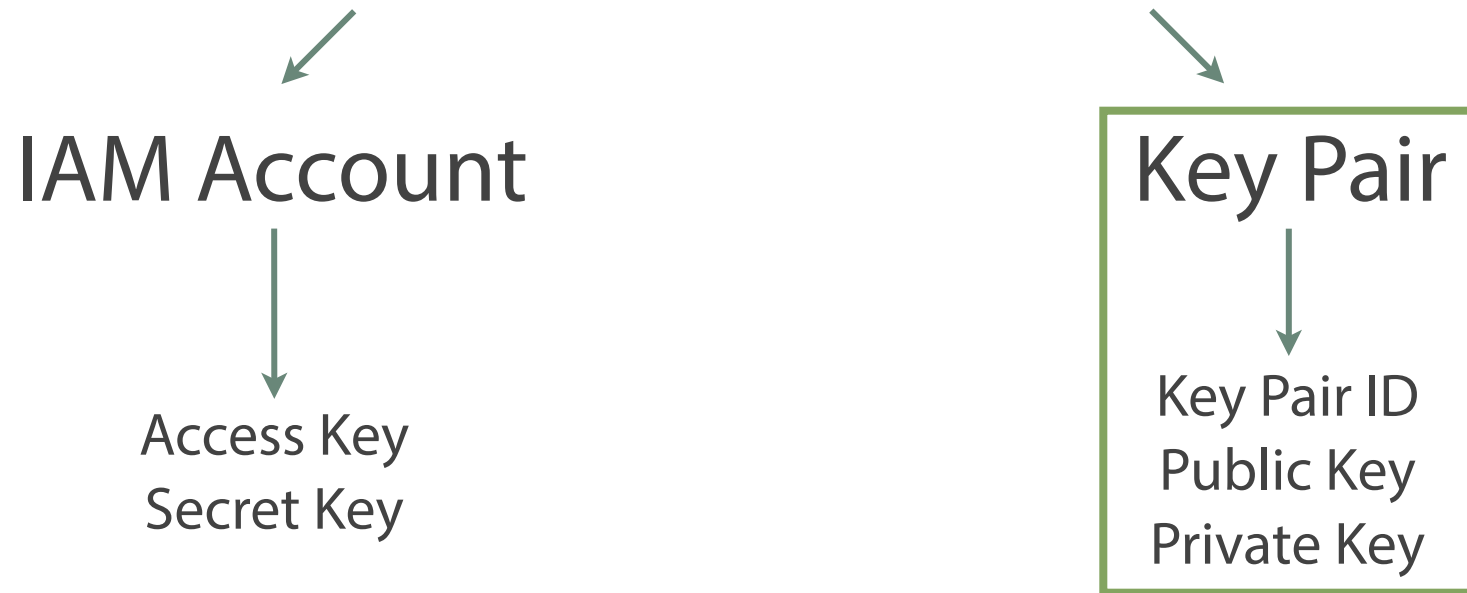 IAM Account
Access Key
Secret Key
Key Pair
Key Pair ID
Public Key
Private Key